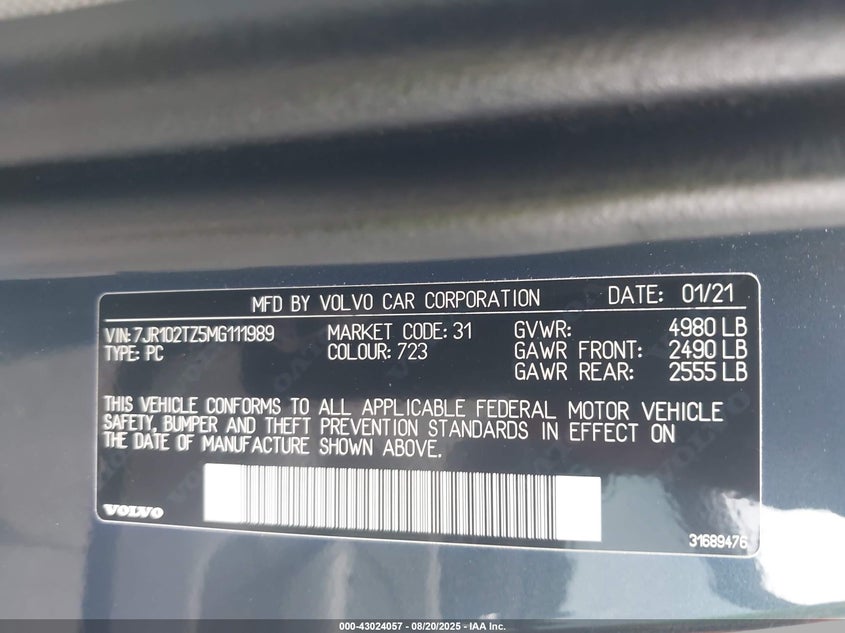 MFD BY VOLVO CAR CORPORATION DATE: 01/21
VIN: 7JR102TZ5MG111989 MARKET CODE: 31 GVWR: 4980 LB
TYPE: PC COLOUR: 723 GAWR FRONT: 2490 LB
GAWR REAR: 2555 LB
THIS VEHICLE CONFORMS TO ALL APPLICABLE FEDERAL MOTOR VEHICLE
SAFETY, BUMPER AND THEFT PREVENTION STANDARDS IN EFFECT ON
THE DATE OF MANUFACTURE SHOWN ABOVE.
VOLVO
31689476
000-43024057 - 08/20/2025 - IAA Inc.